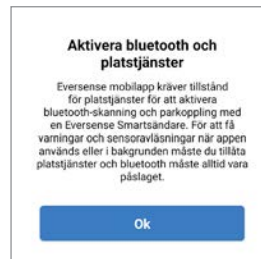 Aktivera bluetooth och
platstjänster
Eversense mobilapp kräver tillstånd
för platstjänster för att aktivera
bluetooth-skanning och parkoppling med
en Eversense Smartsändare. För att få
varningar och sensoravläsningar när appen
används eller i bakgrunden måste du tillåta
platstjänster och bluetooth måste alltid vara
påslaget.
Ok